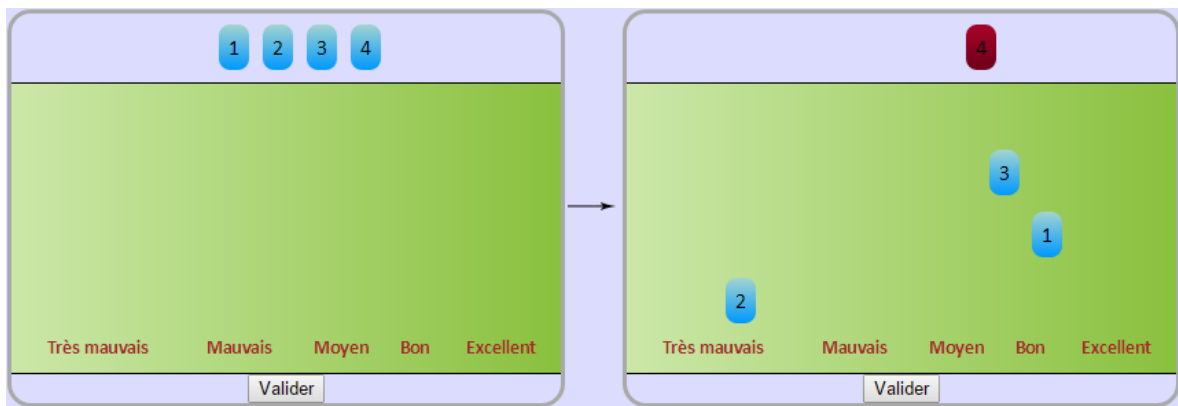 1 2 3 4
Très mauvais Mauvais Moyen Bon Excellent
Valider
4
3
1
2
Très mauvais Mauvais Moyen Bon Excellent
Valider